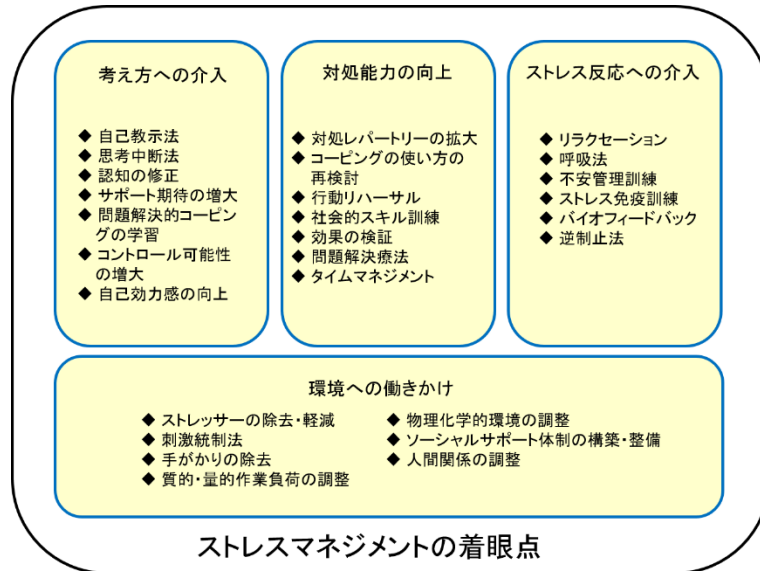 考え方への介入
◆ 自己教示法
◆ 思考中断法
◆ 認知の修正
◆ サポート期待の増大
◆ 問題解決的コーピン
グの学習
◆ コントロール可能性
の増大
◆ 自己効力感の向上
対処能力の向上
◆ 対処レパートリーの拡大
◆ コーピングの使い方の
再検討
◆ 行動リハーサル
◆ 社会的スキル訓練
◆ 効果の検証
◆ 問題解決療法
◆ タイムマネジメント
ストレス反応への介入
◆ リラクセーション
◆ 呼吸法
◆ 不安管理訓練
◆ ストレス免疫訓練
◆ バイオフィードバック
◆ 逆制止法
環境への働きかけ
◆ ストレッサーの除去・軽減
◆ 刺激統制法
◆ 手がかりの除去
◆ 質的・量的作業負荷の調整
◆ 物理化学的環境の調整
◆ ソーシャルサポート体制の構築・整備
◆ 人間関係の調整
ストレスマネジメントの着眼点